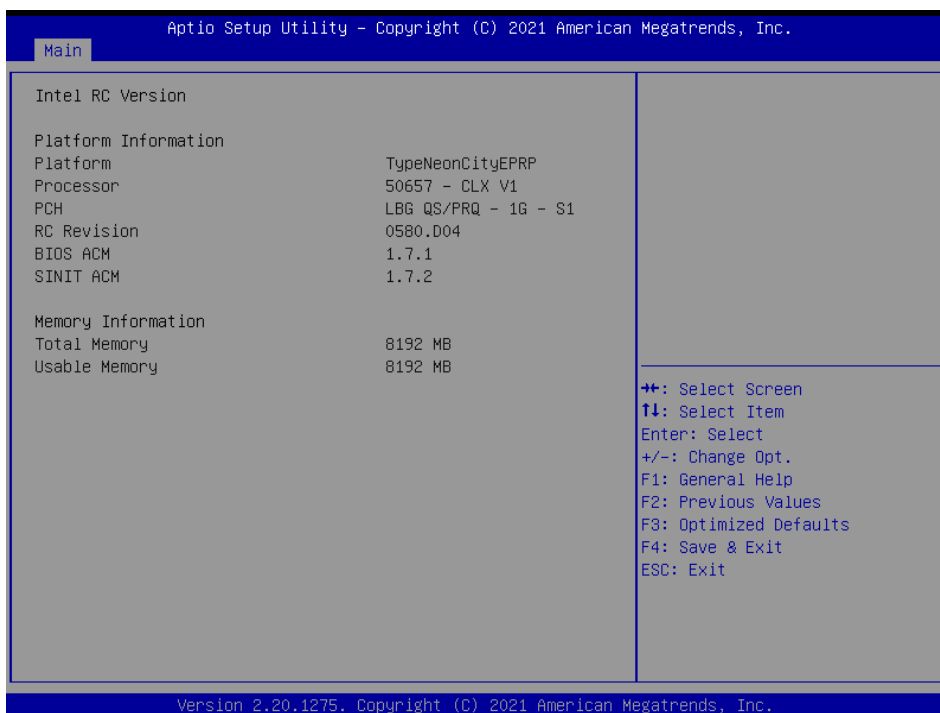 Aptio Setup Utility – Copyright (C) 2021 American Megatrends, Inc.
Main
Intel RC Version
Platform Information
Platform TypeNeonCityEPRP
Processor 50657 - CLX V1
PCH LBG QS/PRQ - 1G - S1
RC Revision 0580.D04
BIOS ACM 1.7.1
SINIT ACM 1.7.2
Memory Information
Total Memory 8192 MB
Usable Memory 8192 MB
→←: Select Screen
↑↓: Select Item
Enter: Select
+/-: Change Opt.
F1: General Help
F2: Previous Values
F3: Optimized Defaults
F4: Save & Exit
ESC: Exit
Version 2.20.1275. Copyright (C) 2021 American Megatrends, Inc.